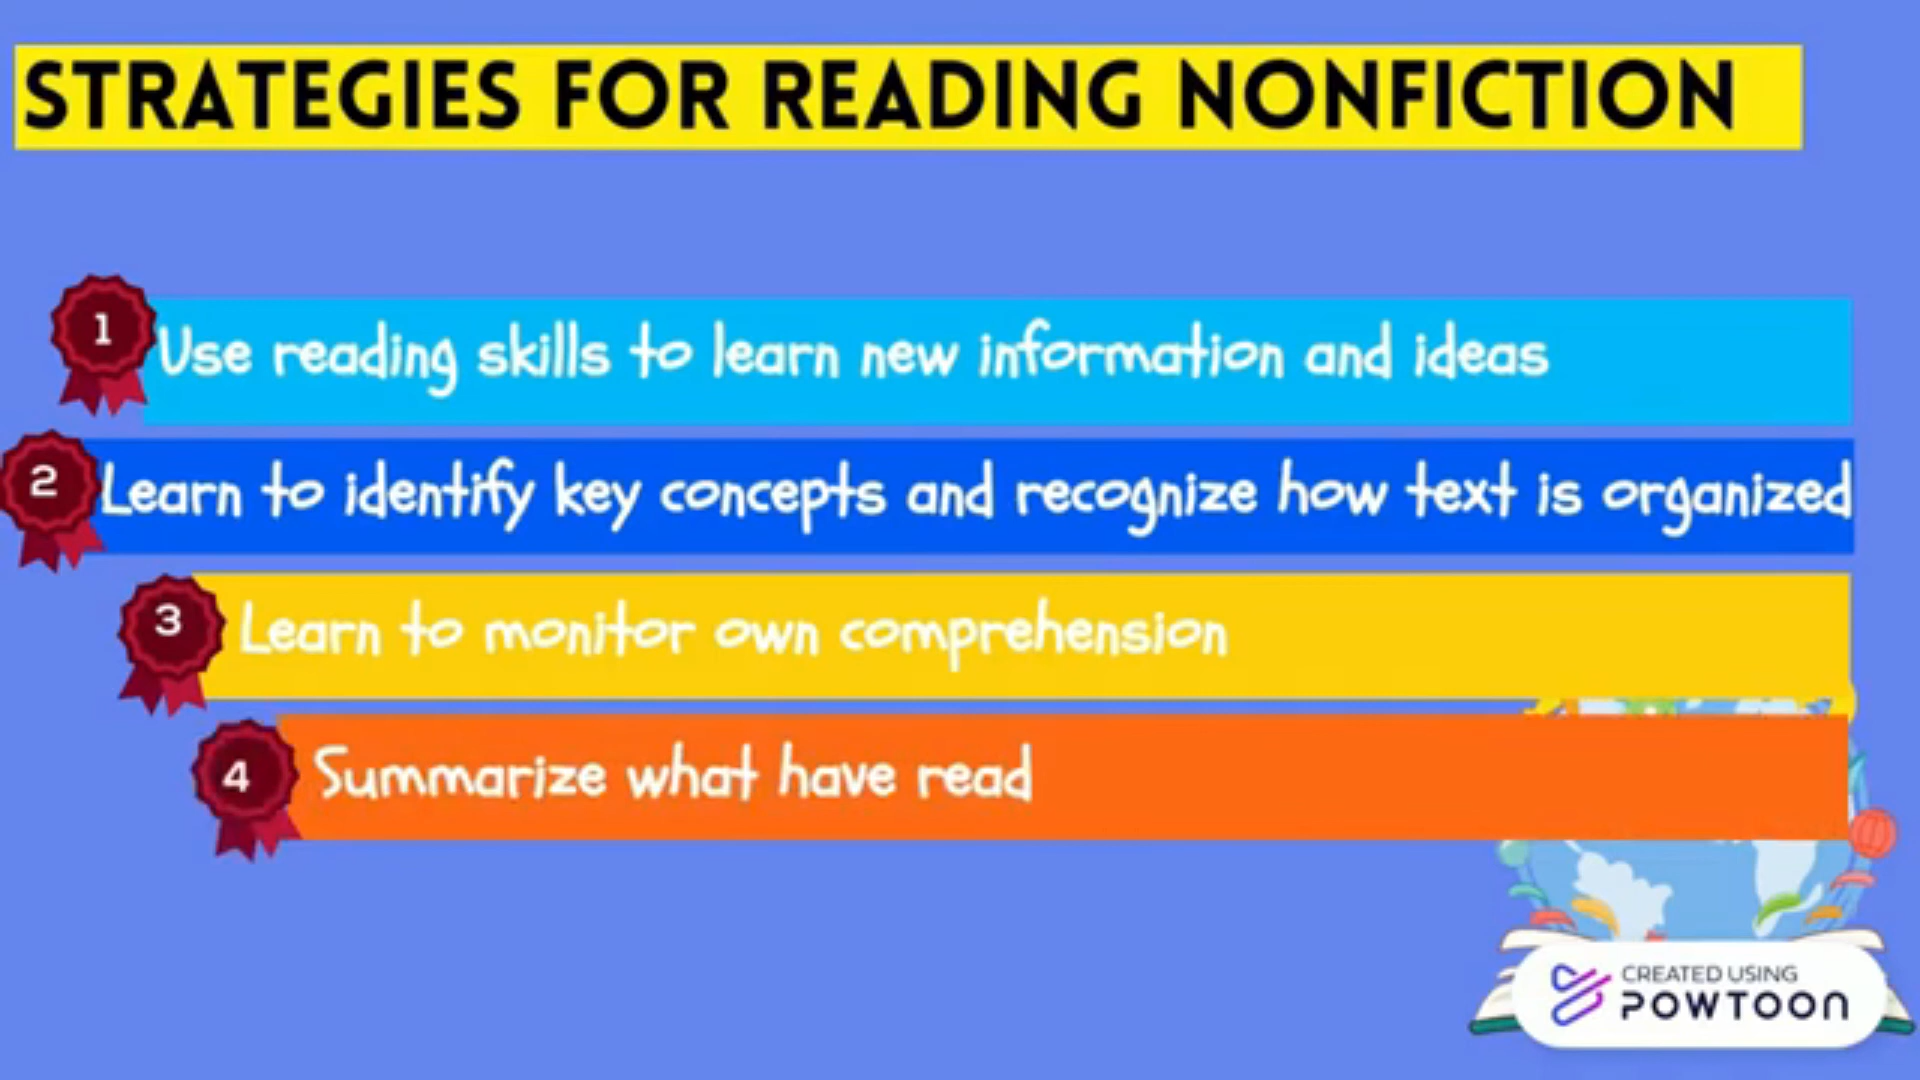 STRATEGIES FOR READING NONFICTION
1
Use reading skills to learn new information and ideas
2
Learn to identify key concepts and recognize how text is organized
3
Learn to monitor own comprehension
4
Summarize what have read
CREATED USING
POWTOON